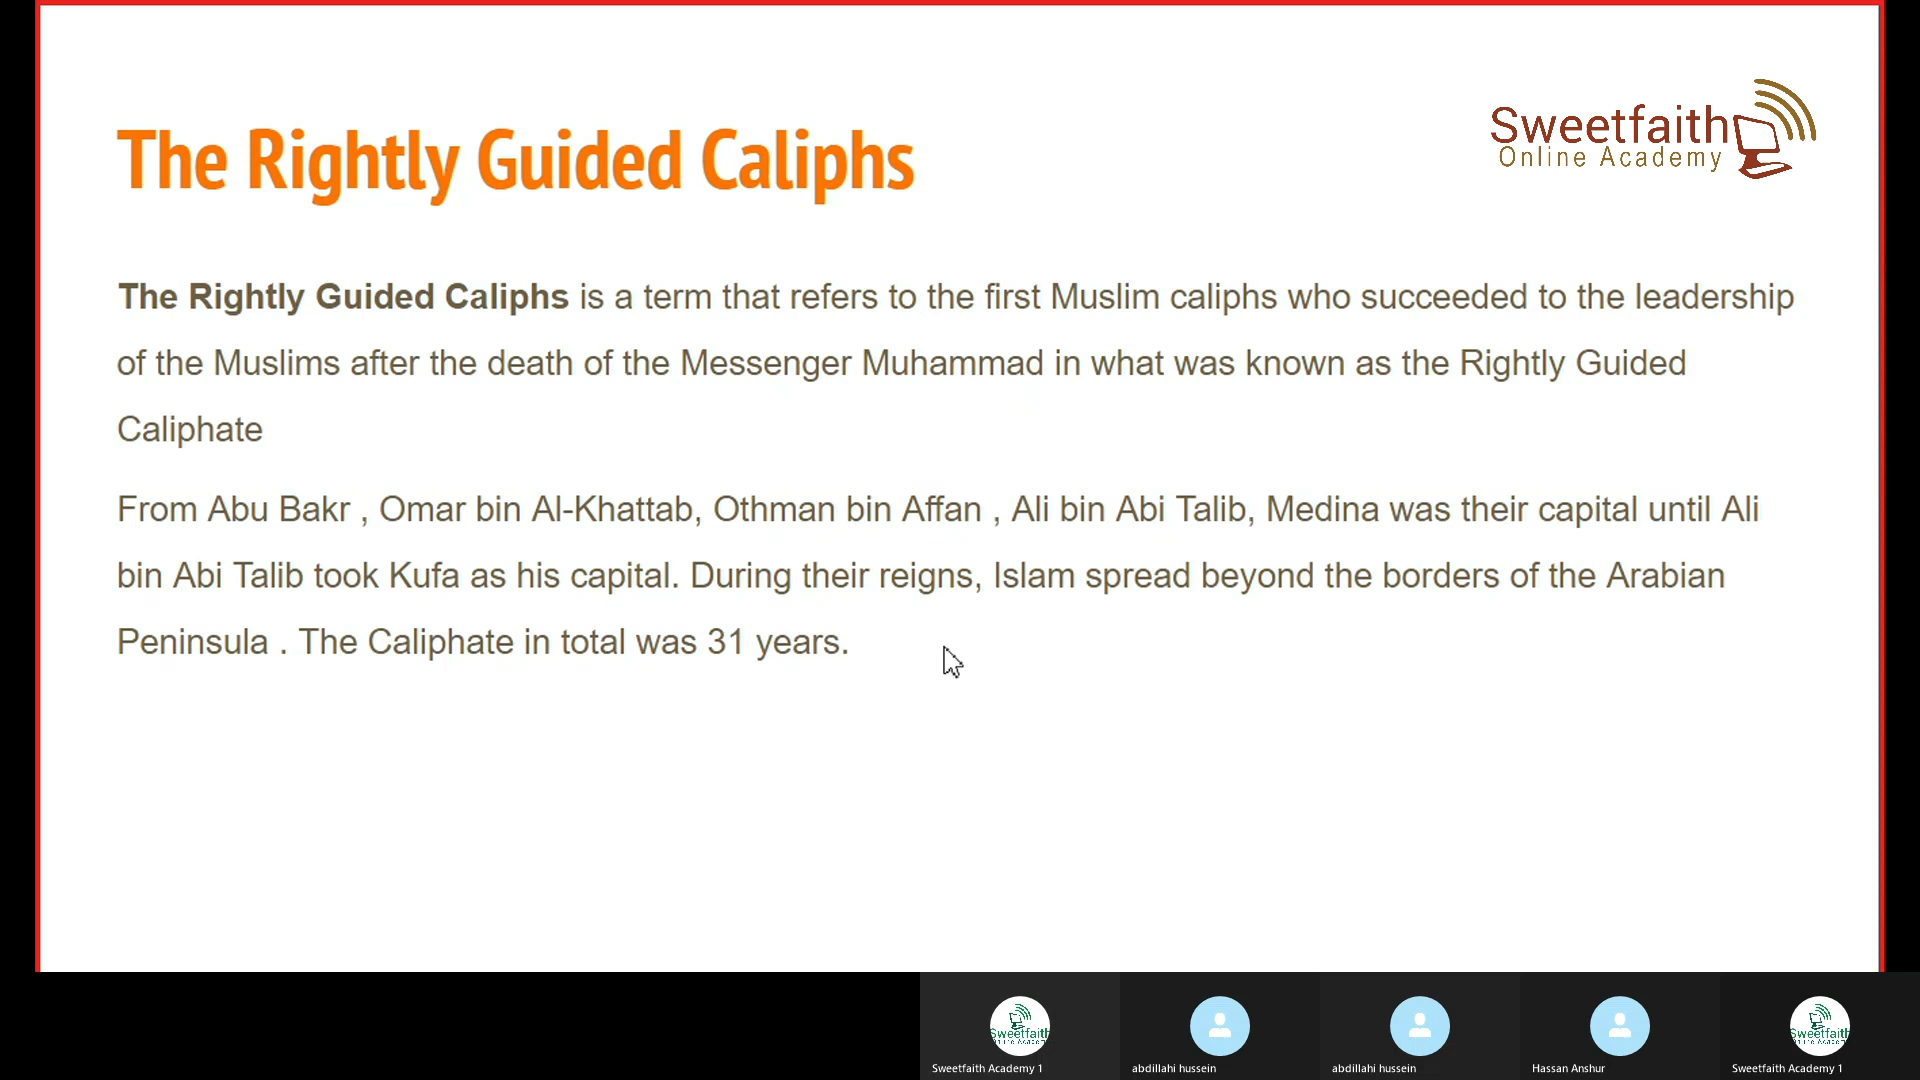 Sweetfaith
Online Academy
The Rightly Guided Caliphs
The Rightly Guided Caliphs is a term that refers to the first Muslim caliphs who succeeded to the leadership
of the Muslims after the death of the Messenger Muhammad in what was known as the Rightly Guided
Caliphate
From Abu Bakr , Omar bin Al-Khattab, Othman bin Affan , Ali bin Abi Talib, Medina was their capital until Ali
bin Abi Talib took Kufa as his capital. During their reigns, Islam spread beyond the borders of the Arabian
Peninsula . The Caliphate in total was 31 years.
Sweetfaith
Sweetfaith
Sweetfaith Academy 1
abdillahi hussein
abdillahi hussein
Hassan Anshur
Sweetfaith Academy 1